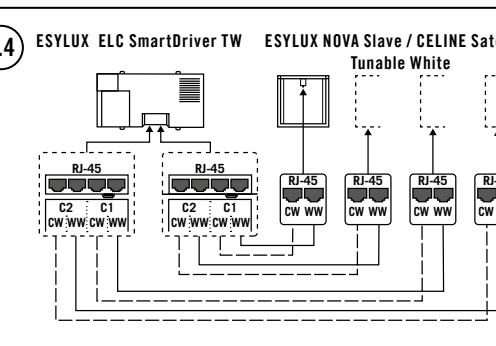 .4
ESYLUX ELC SmartDriver TW
ESYLUX NOVA Slave / CELINE
Tunable White
RJ-45
RJ-45
C2 C1
CW WW CW WW
C2 C1
CW WW CW WW
RJ-45
CW WW
RJ-45
CW WW
RJ-45
CW WW
CW